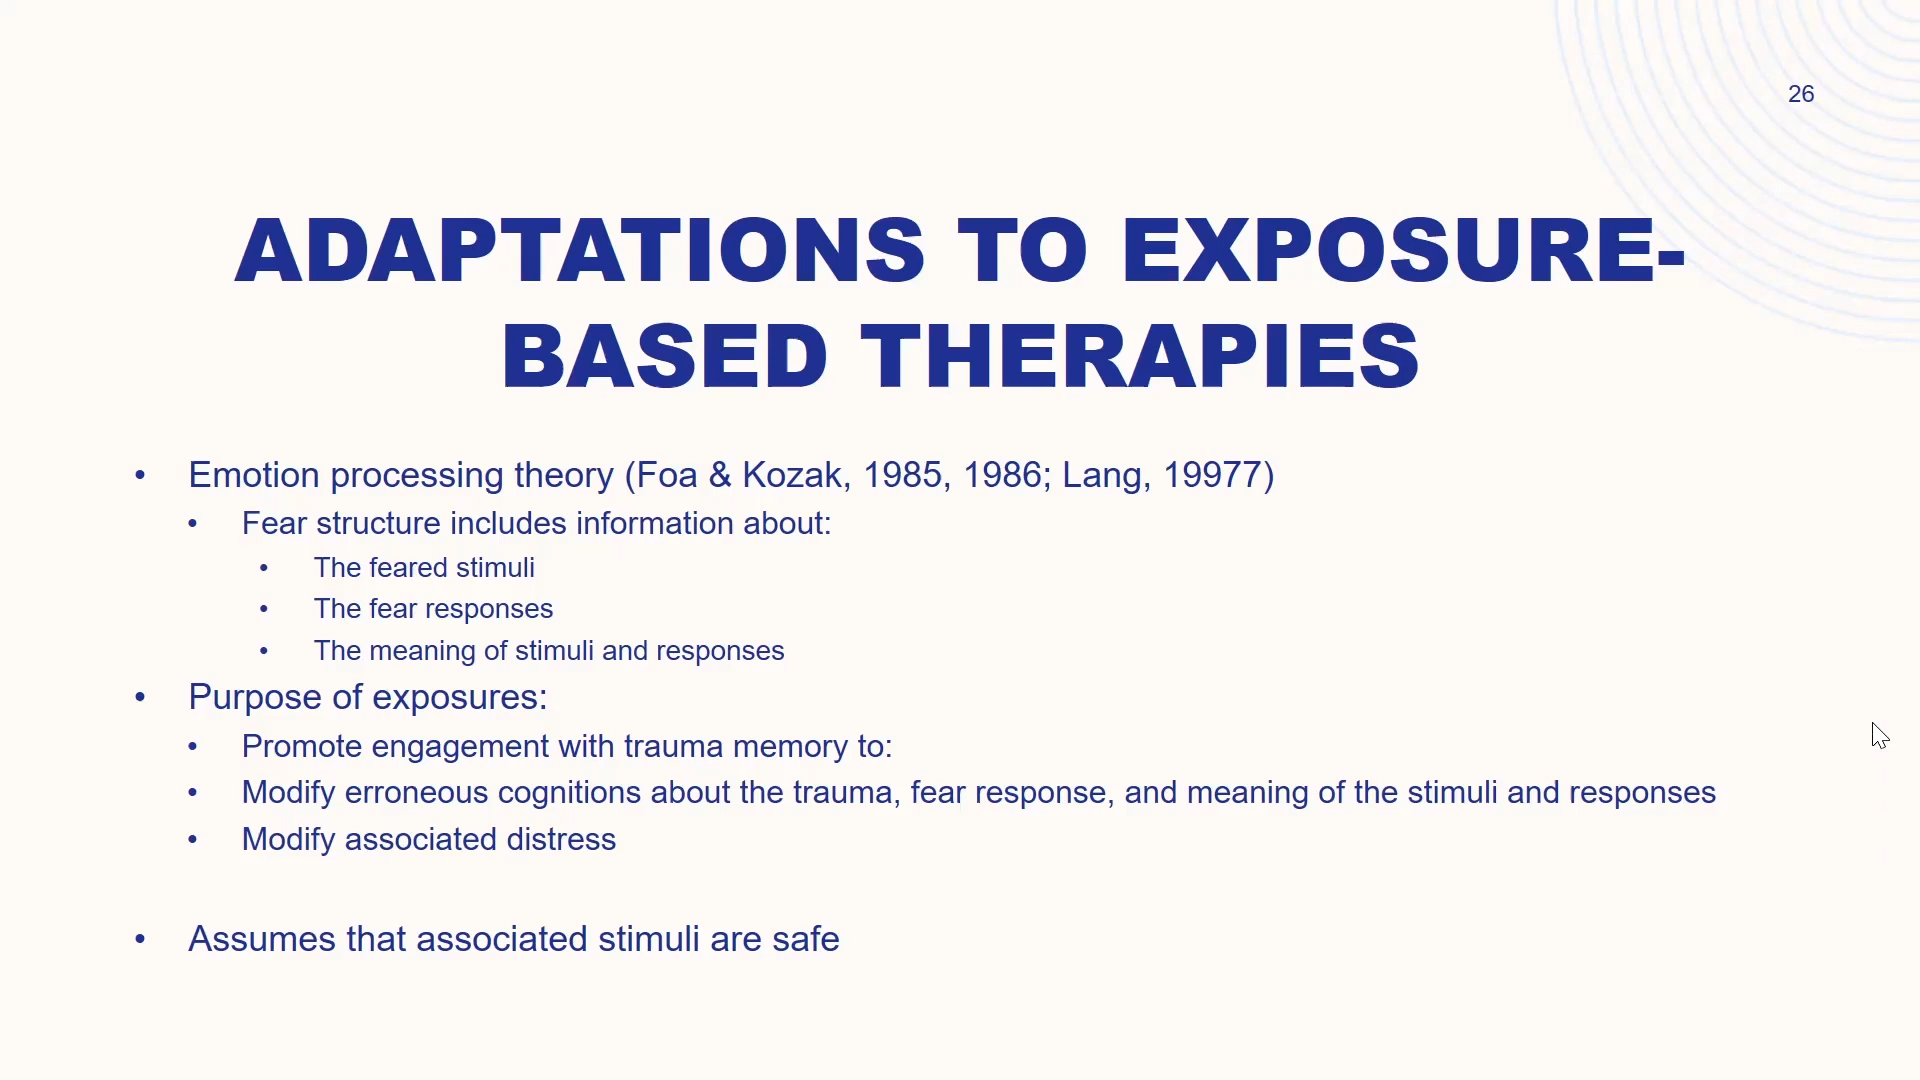 26
ADAPTATIONS TO EXPOSURE-
BASED THERAPIES
• Emotion processing theory (Foa & Kozak, 1985, 1986; Lang, 19977)
• Fear structure includes information about:
• The feared stimuli
• The fear responses
• The meaning of stimuli and responses
• Purpose of exposures:
• Promote engagement with trauma memory to:
• Modify erroneous cognitions about the trauma, fear response, and meaning of the stimuli and responses
• Modify associated distress
• Assumes that associated stimuli are safe